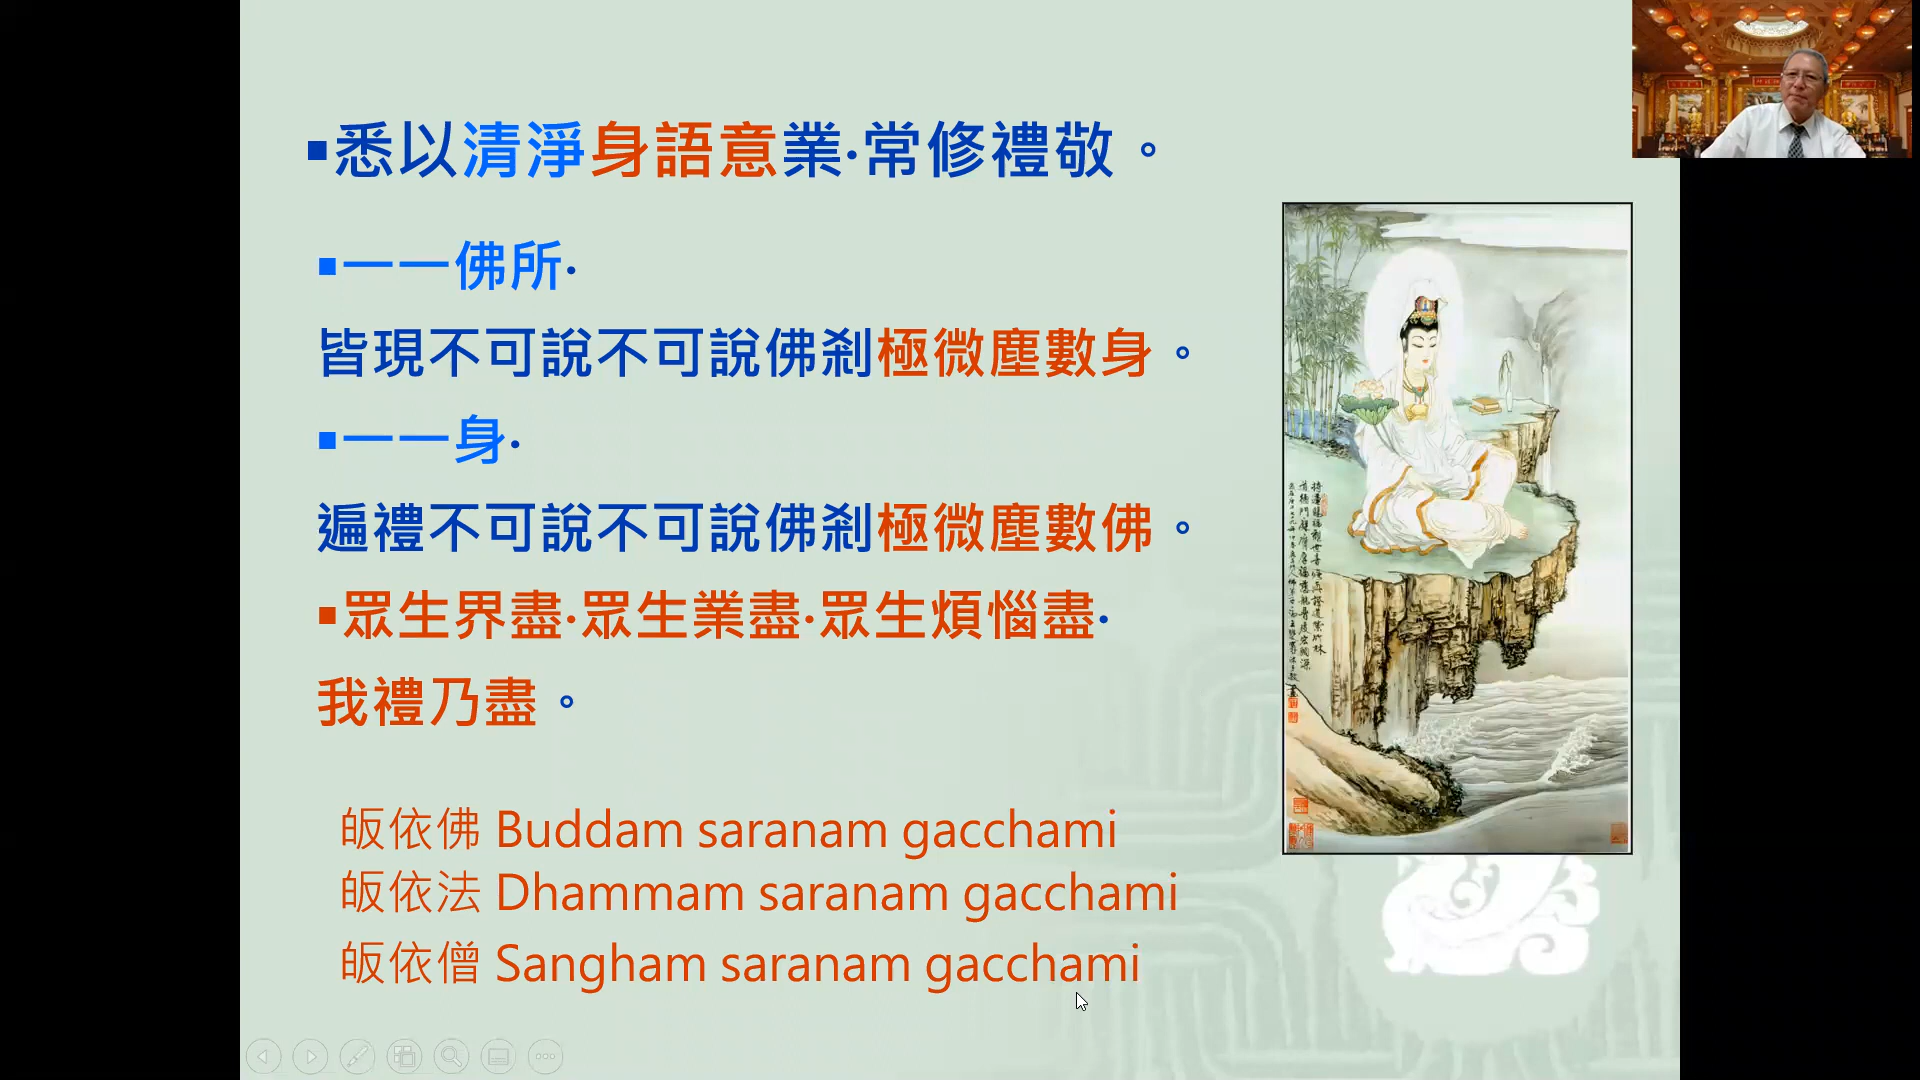 ▪悉以清淨身語意業·常修禮敬。
▪一一佛所·
皆現不可說不可說佛剎極微塵數身。
▪一一身·
遍禮不可說不可說佛剎極微塵數佛。
▪眾生界盡·眾生業盡·眾生煩惱盡·
我禮乃盡。
皈依佛 Buddam saranam gacchami
皈依法 Dhammam saranam gacchami
皈依僧 Sangham saranam gacchami